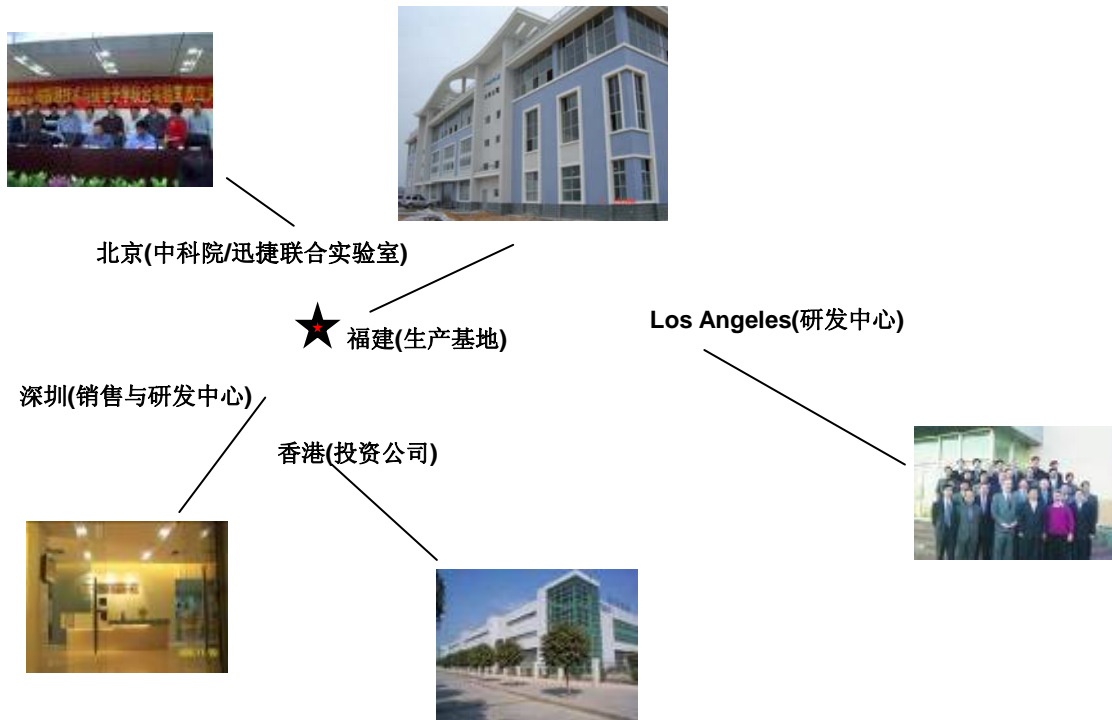 北京(中科院/迅捷联合实验室)
福建(生产基地)
Los Angeles(研发中心)
深圳(销售与研发中心)
香港(投资公司)